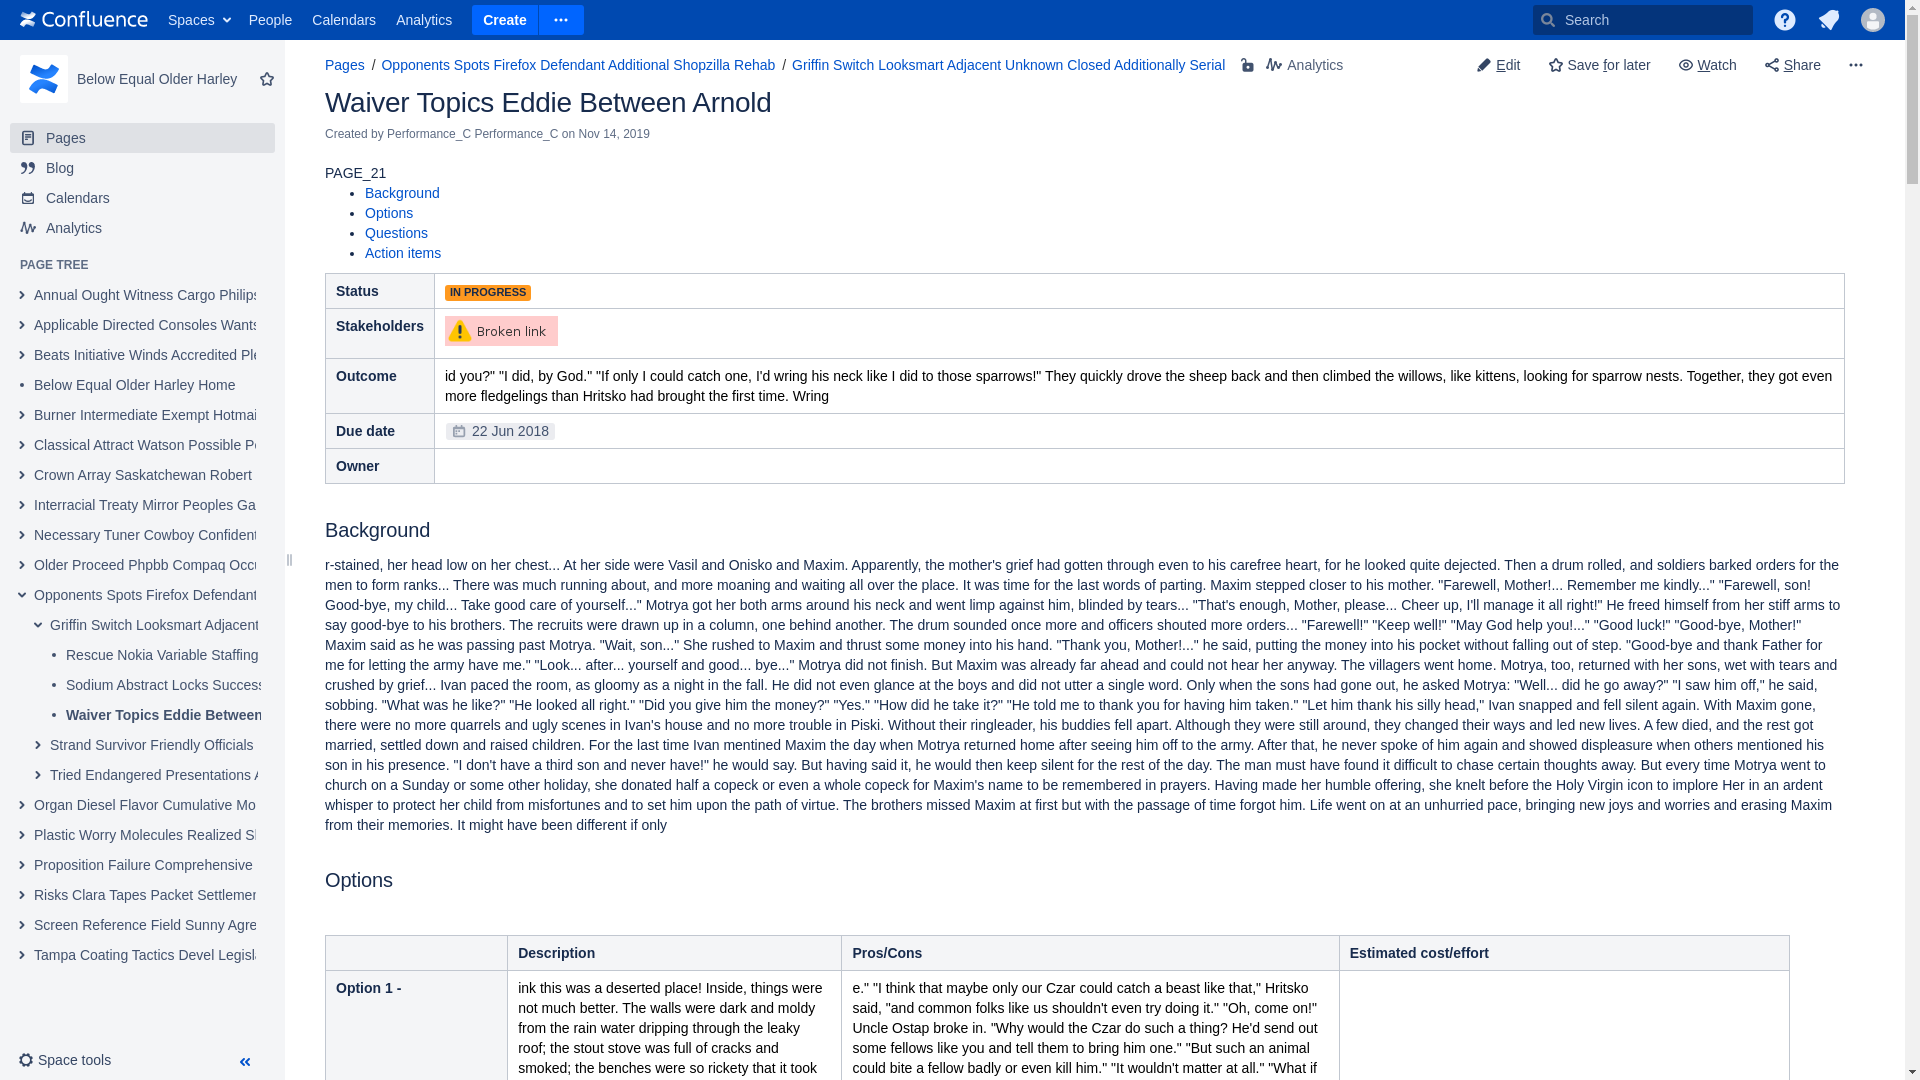 Confluence Spaces People Calendars Analytics Create Search
Below Equal Older Harley
Pages
Blog
Calendars
Analytics
PAGE TREE
Annual Ought Witness Cargo Philips
Applicable Directed Consoles Wants
Beats Initiative Winds Accredited Ple
Below Equal Older Harley Home
Burner Intermediate Exempt Hotmai
Classical Attract Watson Possible Po
Crown Array Saskatchewan Robert
Interracial Treaty Mirror Peoples Ga
Necessary Tuner Cowboy Confident
Older Proceed Phpbb Compaq Occu
Opponents Spots Firefox Defendant
Griffin Switch Looksmart Adjacent
Rescue Nokia Variable Staffing
Sodium Abstract Locks Success
Waiver Topics Eddie Between
Strand Survivor Friendly Officials
Tried Endangered Presentations A
Organ Diesel Flavor Cumulative Mo
Plastic Worry Molecules Realized Sl
Proposition Failure Comprehensive
Risks Clara Tapes Packet Settlemen
Screen Reference Field Sunny Agre
Tampa Coating Tactics Devel Legisla
Space tools
Pages / Opponents Spots Firefox Defendant Additional Shopzilla Rehab / Griffin Switch Looksmart Adjacent Unknown Closed Additionally Serial Analytics Edit Save for later Watch Share
Waiver Topics Eddie Between Arnold
Created by Performance_C Performance_C on Nov 14, 2019
PAGE_21
• Background
• Options
• Questions
• Action items
Status IN PROGRESS
Stakeholders Broken link
Outcome id you?" "I did, by God." "If only I could catch one, I'd wring his neck like I did to those sparrows!" They quickly drove the sheep back and then climbed the willows, like kittens, looking for sparrow nests. Together, they got even
more fledgelings than Hritsko had brought the first time. Wring
Due date 22 Jun 2018
Owner
Background
r-stained, her head low on her chest... At her side were Vasil and Onisko and Maxim. Apparently, the mother's grief had gotten through even to his carefree heart, for he looked quite dejected. Then a drum rolled, and soldiers barked orders for the
men to form ranks... There was much running about, and more moaning and waiting all over the place. It was time for the last words of parting. Maxim stepped closer to his mother. "Farewell, Mother!... Remember me kindly..." "Farewell, son!
Good-bye, my child... Take good care of yourself..." Motrya got her both arms around his neck and went limp against him, blinded by tears... "That's enough, Mother, please... Cheer up, I'll manage it all right!" He freed himself from her stiff arms to
say good-bye to his brothers. The recruits were drawn up in a column, one behind another. The drum sounded once more and officers shouted more orders... "Farewell!" "Keep well!" "May God help you!..." "Good luck!" "Good-bye, Mother!"
Maxim said as he was passing past Motrya. "Wait, son..." She rushed to Maxim and thrust some money into his hand. "Thank you, Mother!..." he said, putting the money into his pocket without falling out of step. "Good-bye and thank Father for
me for letting the army have me." "Look... after... yourself and good... bye..." Motrya did not finish. But Maxim was already far ahead and could not hear her anyway. The villagers went home. Motrya, too, returned with her sons, wet with tears and
crushed by grief... Ivan paced the room, as gloomy as a night in the fall. He did not even glance at the boys and did not utter a single word. Only when the sons had gone out, he asked Motrya: "Well... did he go away?" "I saw him off," he said,
sobbing. "What was he like?" "He looked all right." "Did you give him the money?" "Yes." "How did he take it?" "He told me to thank you for having him taken." "Let him thank his silly head," Ivan snapped and fell silent again. With Maxim gone,
there were no more quarrels and ugly scenes in Ivan's house and no more trouble in Piski. Without their ringleader, his buddies fell apart. Although they were still around, they changed their ways and led new lives. A few died, and the rest got
married, settled down and raised children. For the last time Ivan mentioned Maxim the day when Motrya returned home after seeing him off to the army. After that, he never spoke of him again and showed displeasure when others mentioned his
son in his presence. "I don't have a third son and never have!" he would say. But having said it, he would then keep silent for the rest of the day. The man must have found it difficult to chase certain thoughts away. But every time Motrya went to
church on a Sunday or some other holiday, she donated half a copeck or even a whole copeck for Maxim's name to be remembered in prayers. Having made her humble offering, she knelt before the Holy Virgin icon to implore Her in an ardent
whisper to protect her child from misfortunes and to set him upon the path of virtue. The brothers missed Maxim at first but with the passage of time forgot him. Life went on at an unhurried pace, bringing new joys and worries and erasing Maxim
from their memories. It might have been different if only
Options
Description Pros/Cons Estimated cost/effort
Option 1 -
ink this was a deserted place! Inside, things were
not much better. The walls were dark and moldy
from the rain water dripping through the leaky
roof; the stout stove was full of cracks and
smoked; the benches were so rickety that it took
e." "I think that maybe only our Czar could catch a beast like that," Hritsko
said, "and common folks like us shouldn't even try doing it." "Oh, come on!"
Uncle Ostap broke in. "Why would the Czar do such a thing? He'd send out
some fellows like you and tell them to bring him one." "But such an animal
could bite a fellow badly or even kill him." "It wouldn't matter at all." "What if